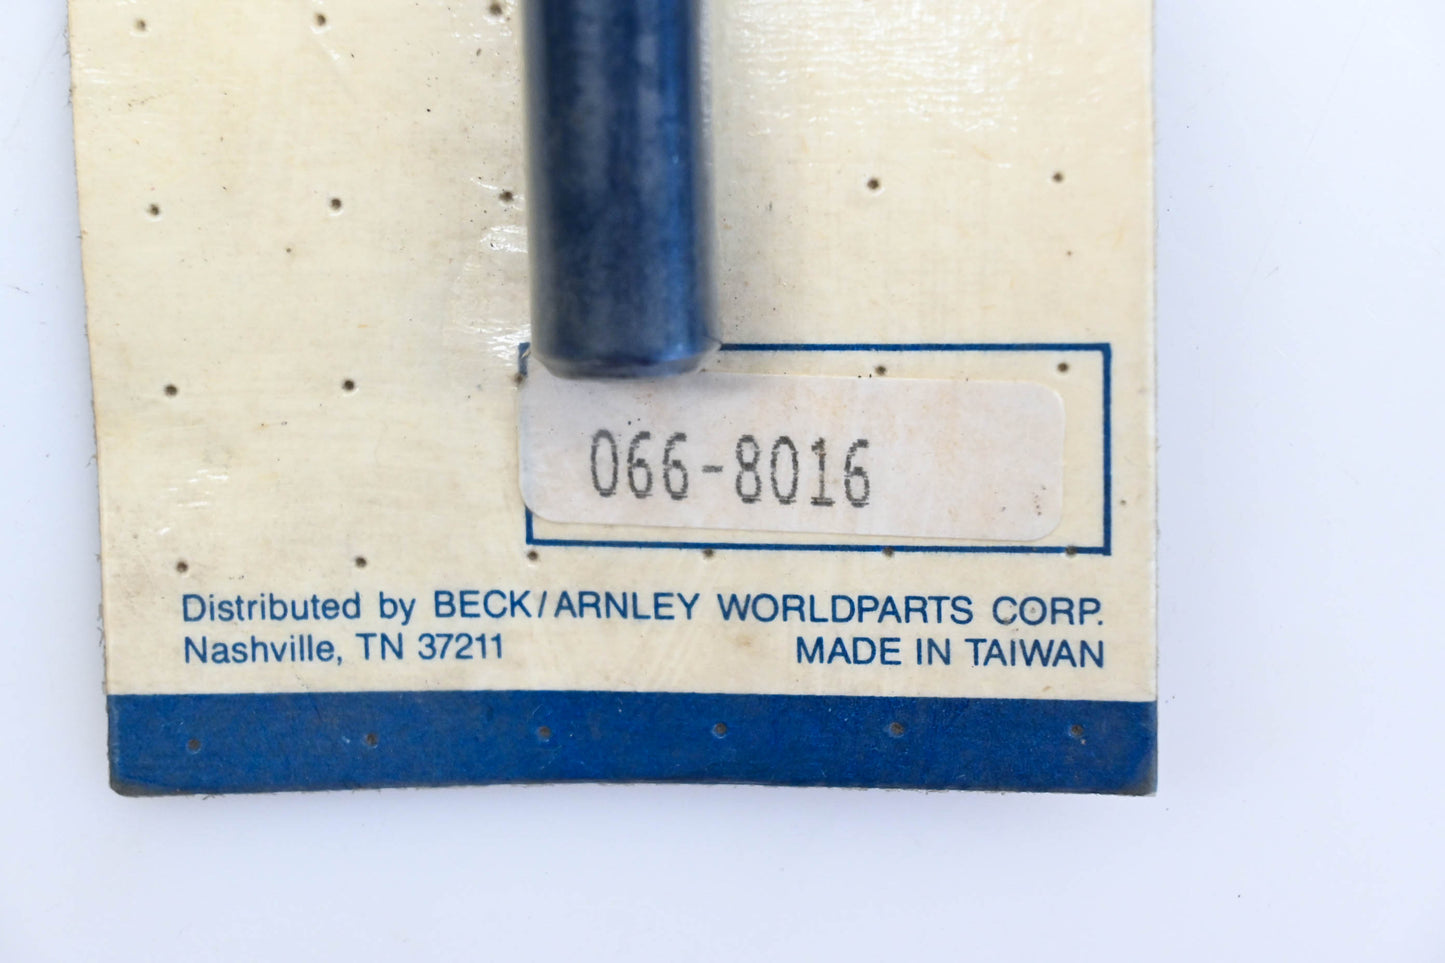 066-8016
Distributed by BECK/ARNLEY WORLDPARTS CORP.
Nashville, TN 37211 MADE IN TAIWAN